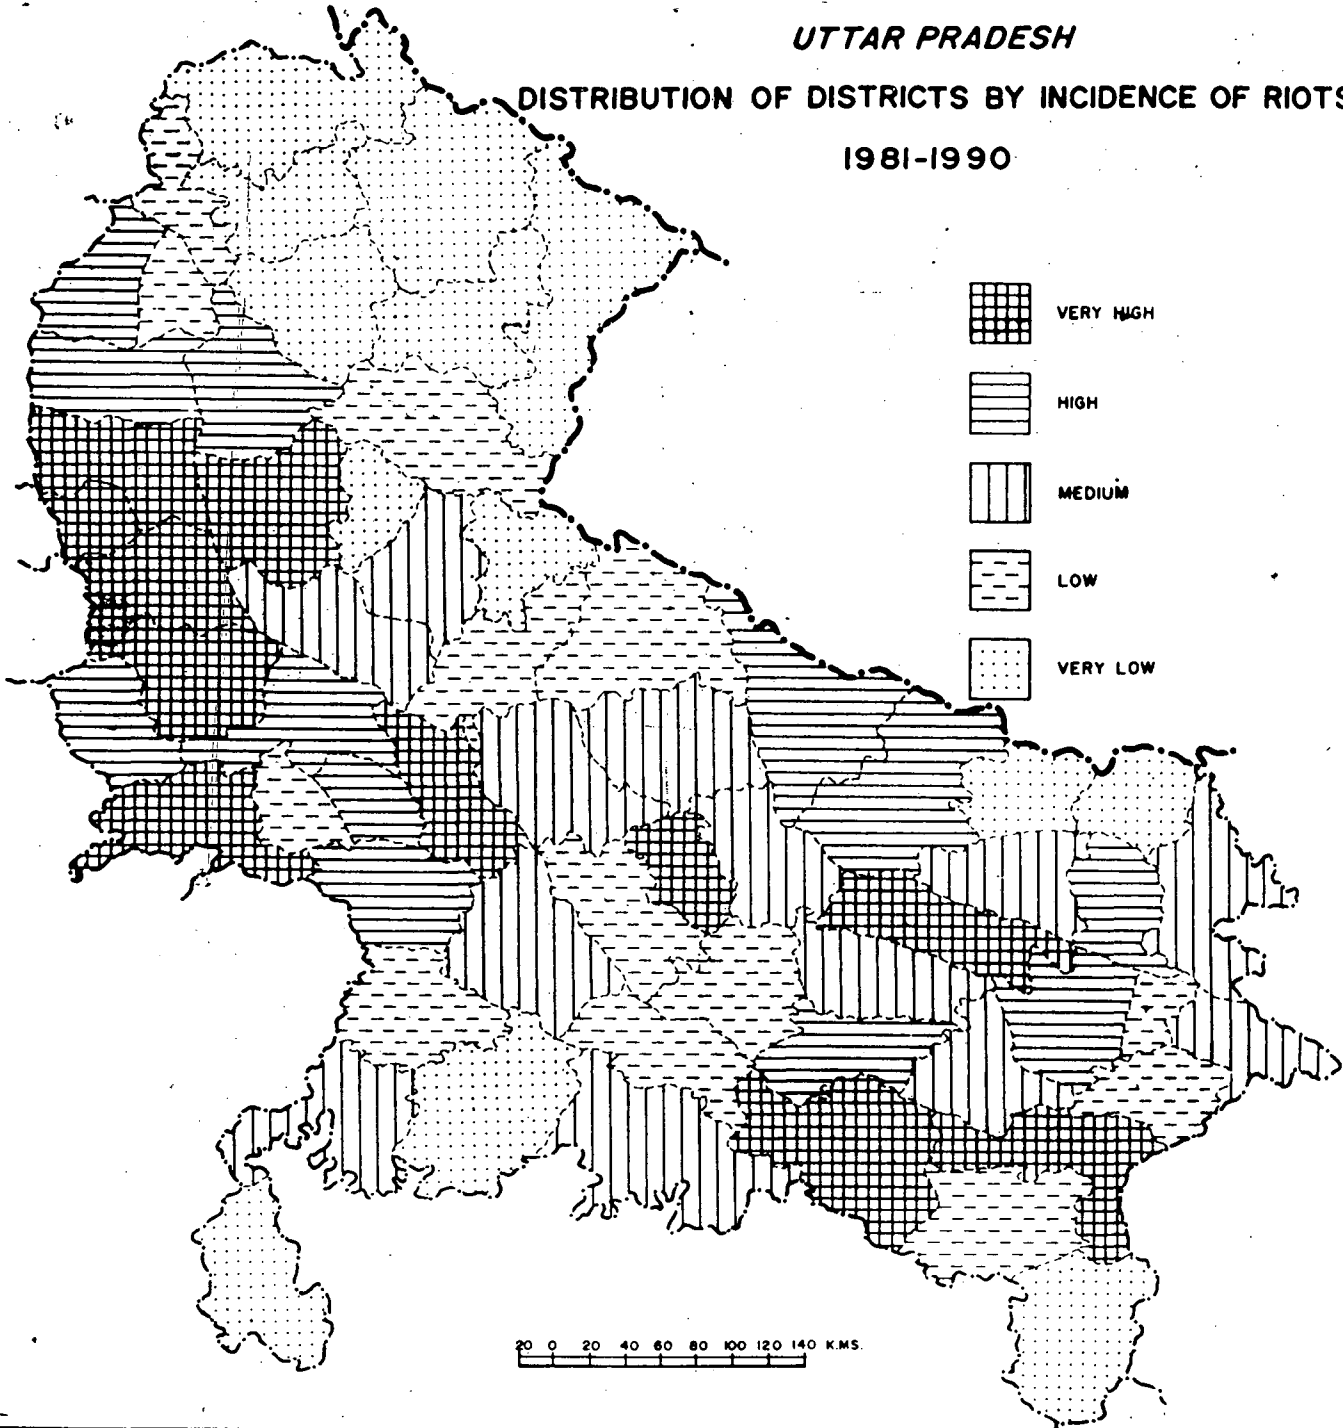 UTTAR PRADESH
DISTRIBUTION OF DISTRICTS BY INCIDENCE OF RIOTS
1981-1990
VERY HIGH
HIGH
MEDIUM
LOW
VERY LOW
20 0 20 40 60 80 100 120 140 K.MS.